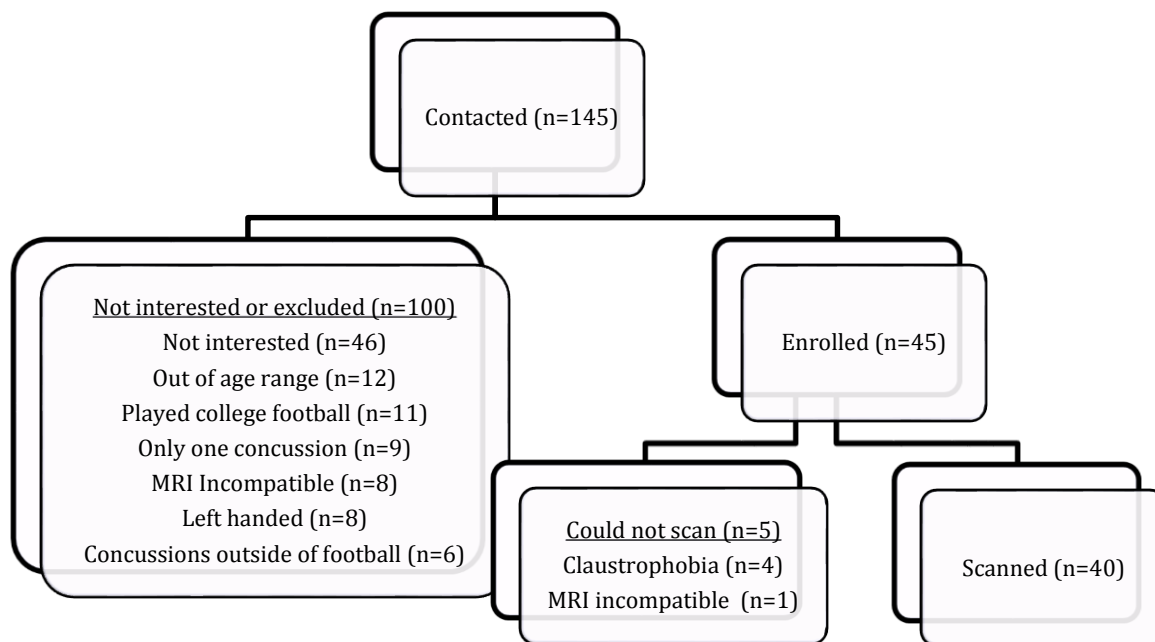 Contacted (n=145)
Not interested or excluded (n=100)
Not interested (n=46)
Out of age range (n=12)
Played college football (n=11)
Only one concussion (n=9)
MRI Incompatible (n=8)
Left handed (n=8)
Concussions outside of football (n=6)
Enrolled (n=45)
Could not scan (n=5)
Claustrophobia (n=4)
MRI incompatible  (n=1)
Scanned (n=40)